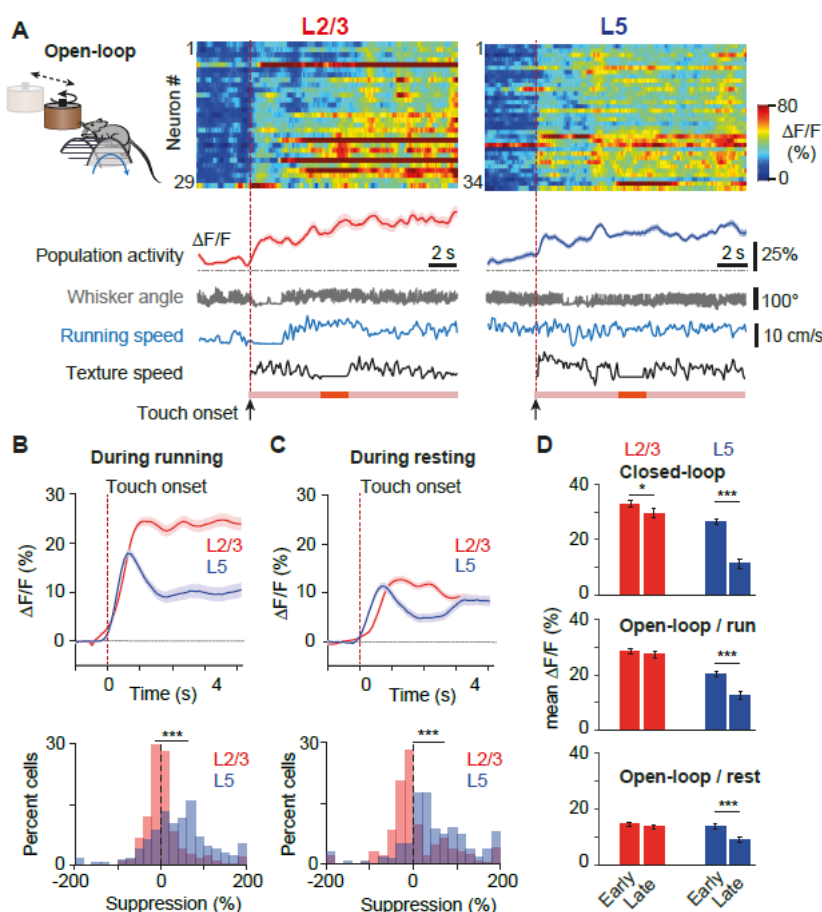 A
Open-loop
L2/3
L5
Neuron #
1
29
1
34
80
ΔF/F
(%)
0
Population activity
ΔF/F
2 s
2 s
25%
Whisker angle
100°
Running speed
10 cm/s
Texture speed
Touch onset
B
During running
Touch onset
30
20
10
0
ΔF/F (%)
L2/3
L5
0
4
Time (s)
30
0
Percent cells
***
L2/3
L5
-200
0
200
Suppression (%)
C
During resting
Touch onset
30
20
10
0
ΔF/F (%)
L2/3
L5
0
4
Time (s)
30
0
Percent cells
***
L2/3
L5
-200
0
200
Suppression (%)
D
L2/3
L5
Closed-loop
40
20
0
*
***
Open-loop / run
40
20
0
mean ΔF/F (%)
***
Open-loop / rest
40
20
0
***
Early
Late
Early
Late